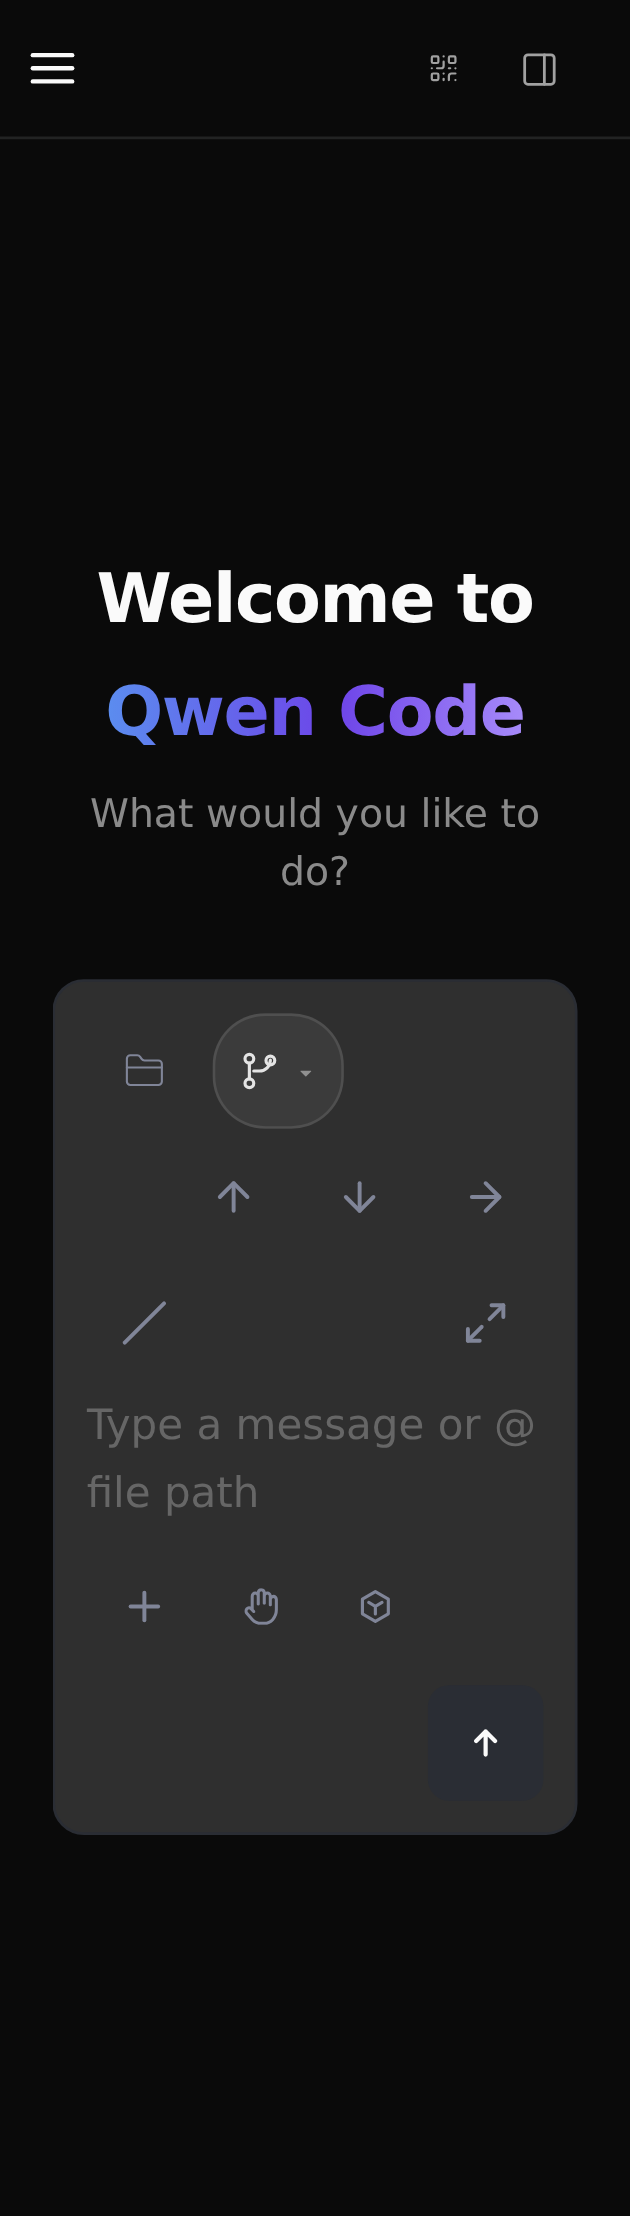 Welcome to
Qwen Code
What would you like to
do?
Type a message or @
file path